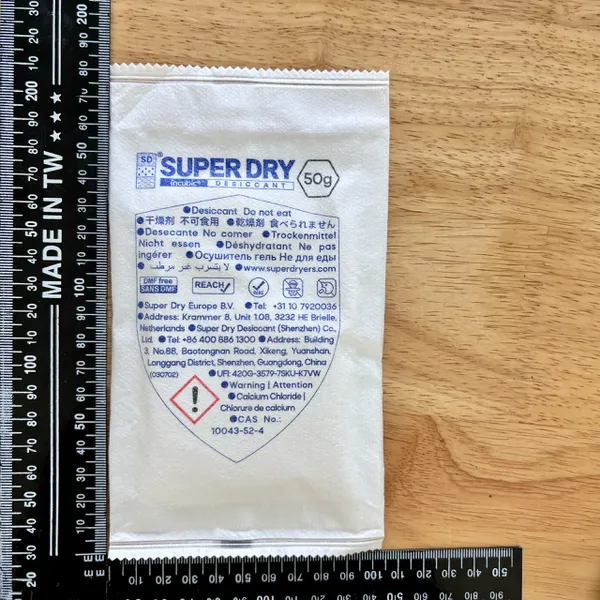 SD ® SUPER DRY 50g
incubic® DESICCANT
●Desiccant Do not eat
●干燥剂 不可食用 ●乾燥剤 食べられません
●Desecante No comer ●Trockenmittel
Nicht essen ●Déshydratant Ne pas
ingérer ●Осушитель гель Не для еды
●www.superdryers.com
DMF free REACH
SANS DMF
●Super Dry Europe B.V. ●Tel: +31 10 7920036
●Address: Krammer 8, Unit 1.08, 3232 HE Brielle,
Netherlands ●Super Dry Desiccant (Shenzhen) Co.,
Ltd. ●Tel: +86 400 886 1300 ●Address: Building
3, No.88, Baotongnan Road, Xikeng, Yuanshan,
Longgang District, Shenzhen, Guangdong, China
(030702) ●UFI: 420G-3579-7SKU-K7VW
●Warning | Attention
●Calcium Chloride |
Chlorure de calcium
●CAS No.:
10043-52-4
MADE IN TW ★★★